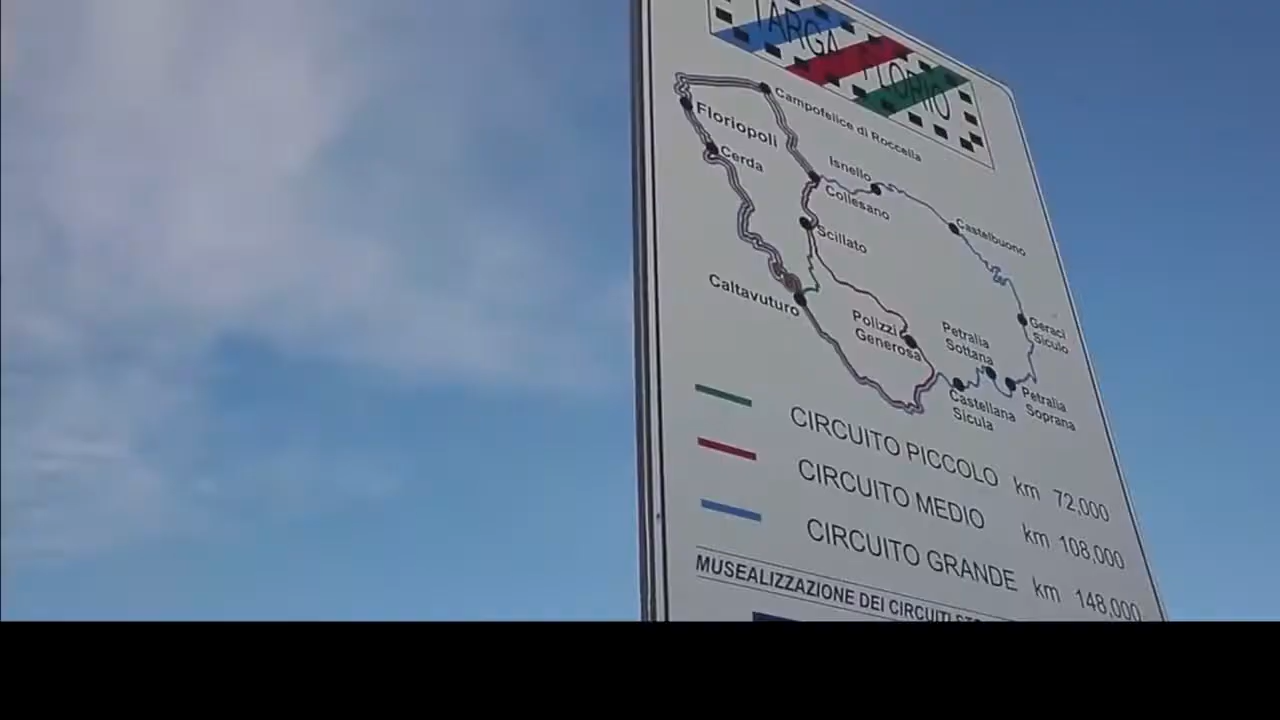 TARGA FLORIO
Campofelice di Roccella
Floriopoli
Cerda
Isnello
Collesano
Castelbuono
Scillato
Caltavuturo
Polizzi
Generosa
Petralia
Sottana
Geraci
Siculo
Castellana
Sicula
Petralia
Soprana
CIRCUITO PICCOLO km 72,000
CIRCUITO MEDIO km 108,000
CIRCUITO GRANDE km 148,000
MUSEALIZZAZIONE DEI CIRCUITI